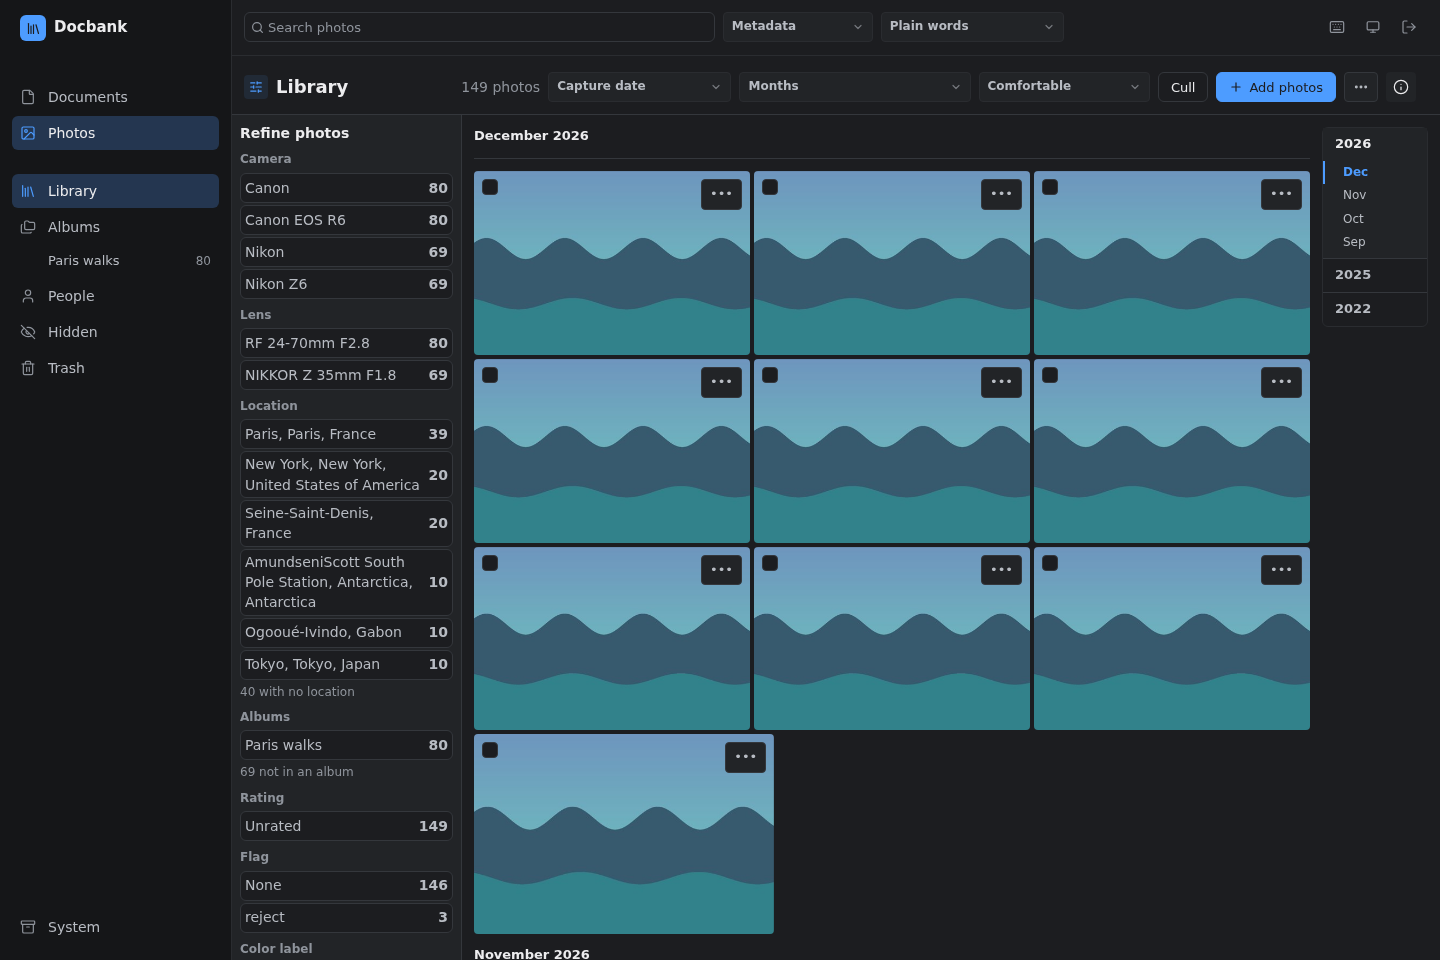 Docbank
Search photos
Metadata
Plain words
Documents
Photos
Library
Albums
Paris walks 80
People
Hidden
Trash
System
Library
149 photos
Capture date
Months
Comfortable
Cull
Add photos
Refine photos
Camera
Canon 80
Canon EOS R6 80
Nikon 69
Nikon Z6 69
Lens
RF 24-70mm F2.8 80
NIKKOR Z 35mm F1.8 69
Location
Paris, Paris, France 39
New York, New York,
United States of America 20
Seine-Saint-Denis,
France 20
AmundseniScott South
Pole Station, Antarctica,
Antarctica 10
Ogooué-Ivindo, Gabon 10
Tokyo, Tokyo, Japan 10
40 with no location
Albums
Paris walks 80
69 not in an album
Rating
Unrated 149
Flag
None 146
reject 3
Color label
December 2026
November 2026
2026
Dec
Nov
Oct
Sep
2025
2022